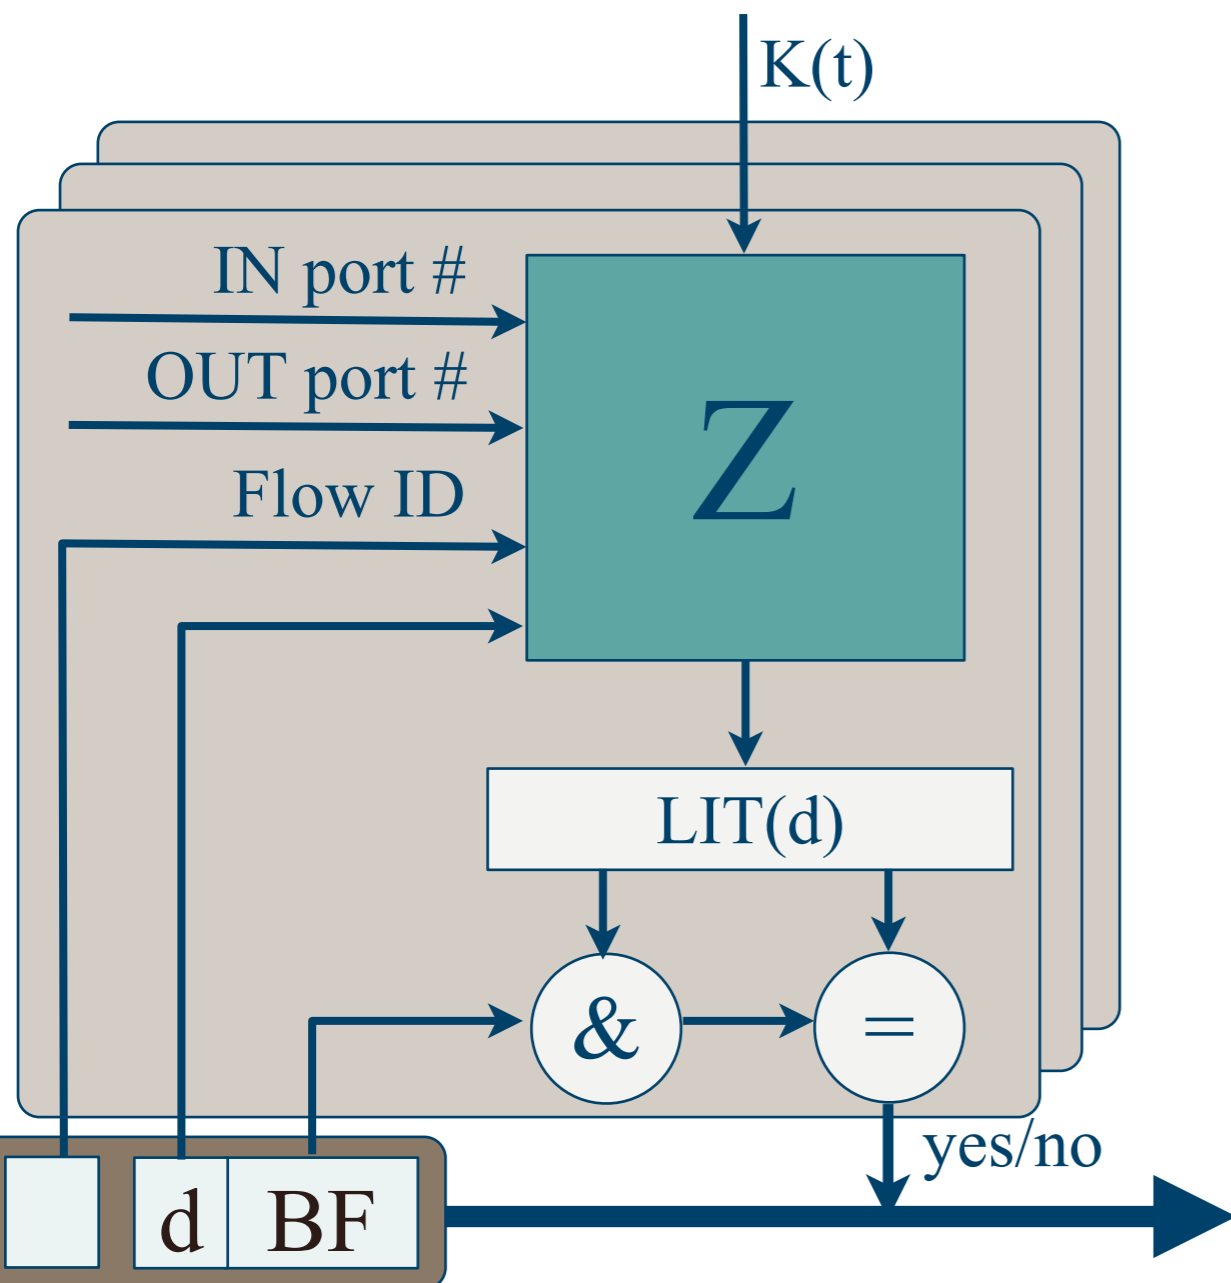 K(t)
IN port #
OUT port #
Flow ID
Z
LIT(d)
& =
yes/no
d BF